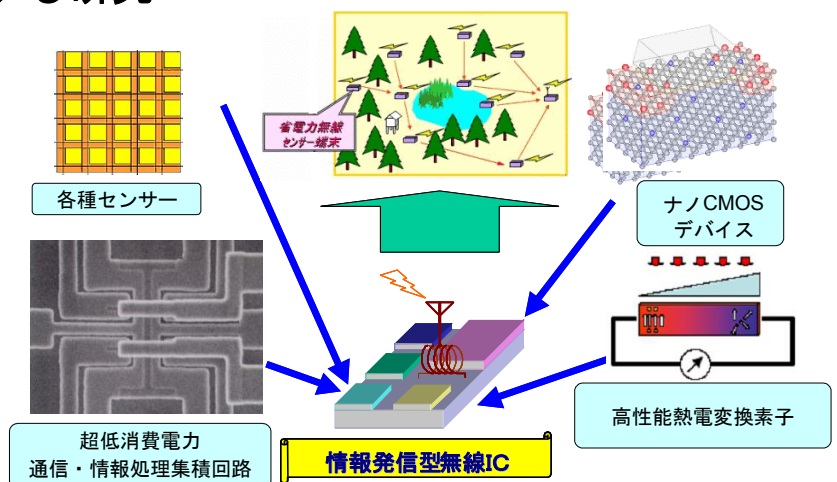 省電力無線
センサー端末
各種センサー
ナノCMOS
デバイス
超低消費電力
通信・情報処理集積回路
情報発信型無線IC
高性能熱電変換素子